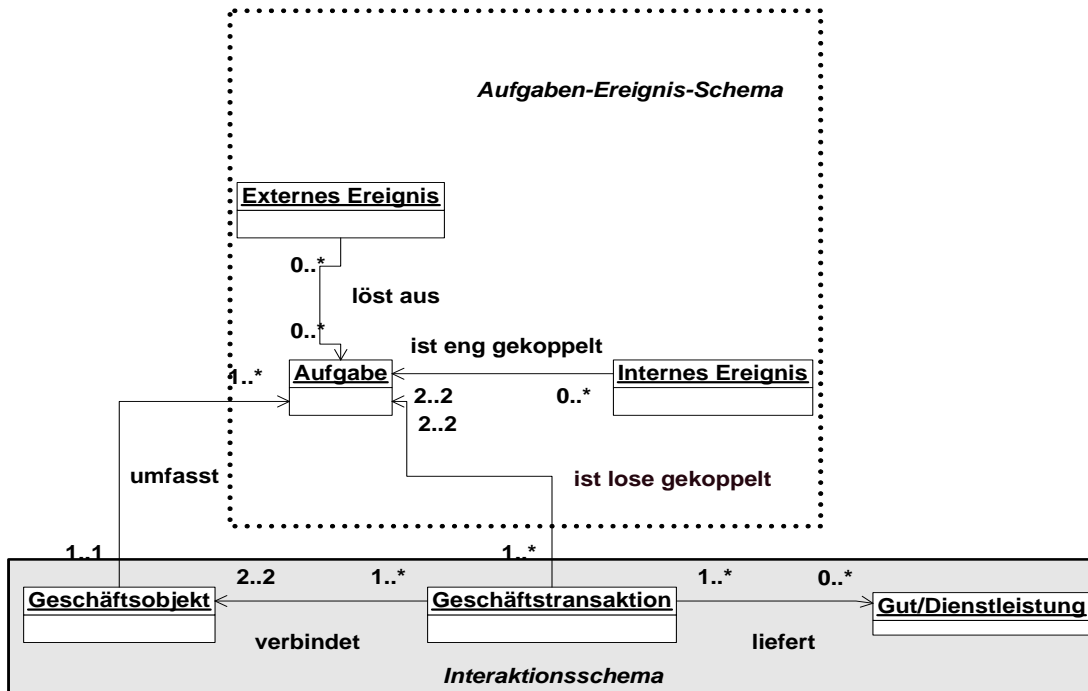 Aufgaben-Ereignis-Schema
Externes Ereignis
0..*
löst aus
0..*
ist eng gekoppelt
1..*
Aufgabe
Internes Ereignis
2..2
0..*
2..2
umfasst
ist lose gekoppelt
1..1
1..*
2..2
1..*
1..*
0..*
Geschäftsobjekt
Geschäftstransaktion
Gut/Dienstleistung
verbindet
liefert
Interaktionsschema